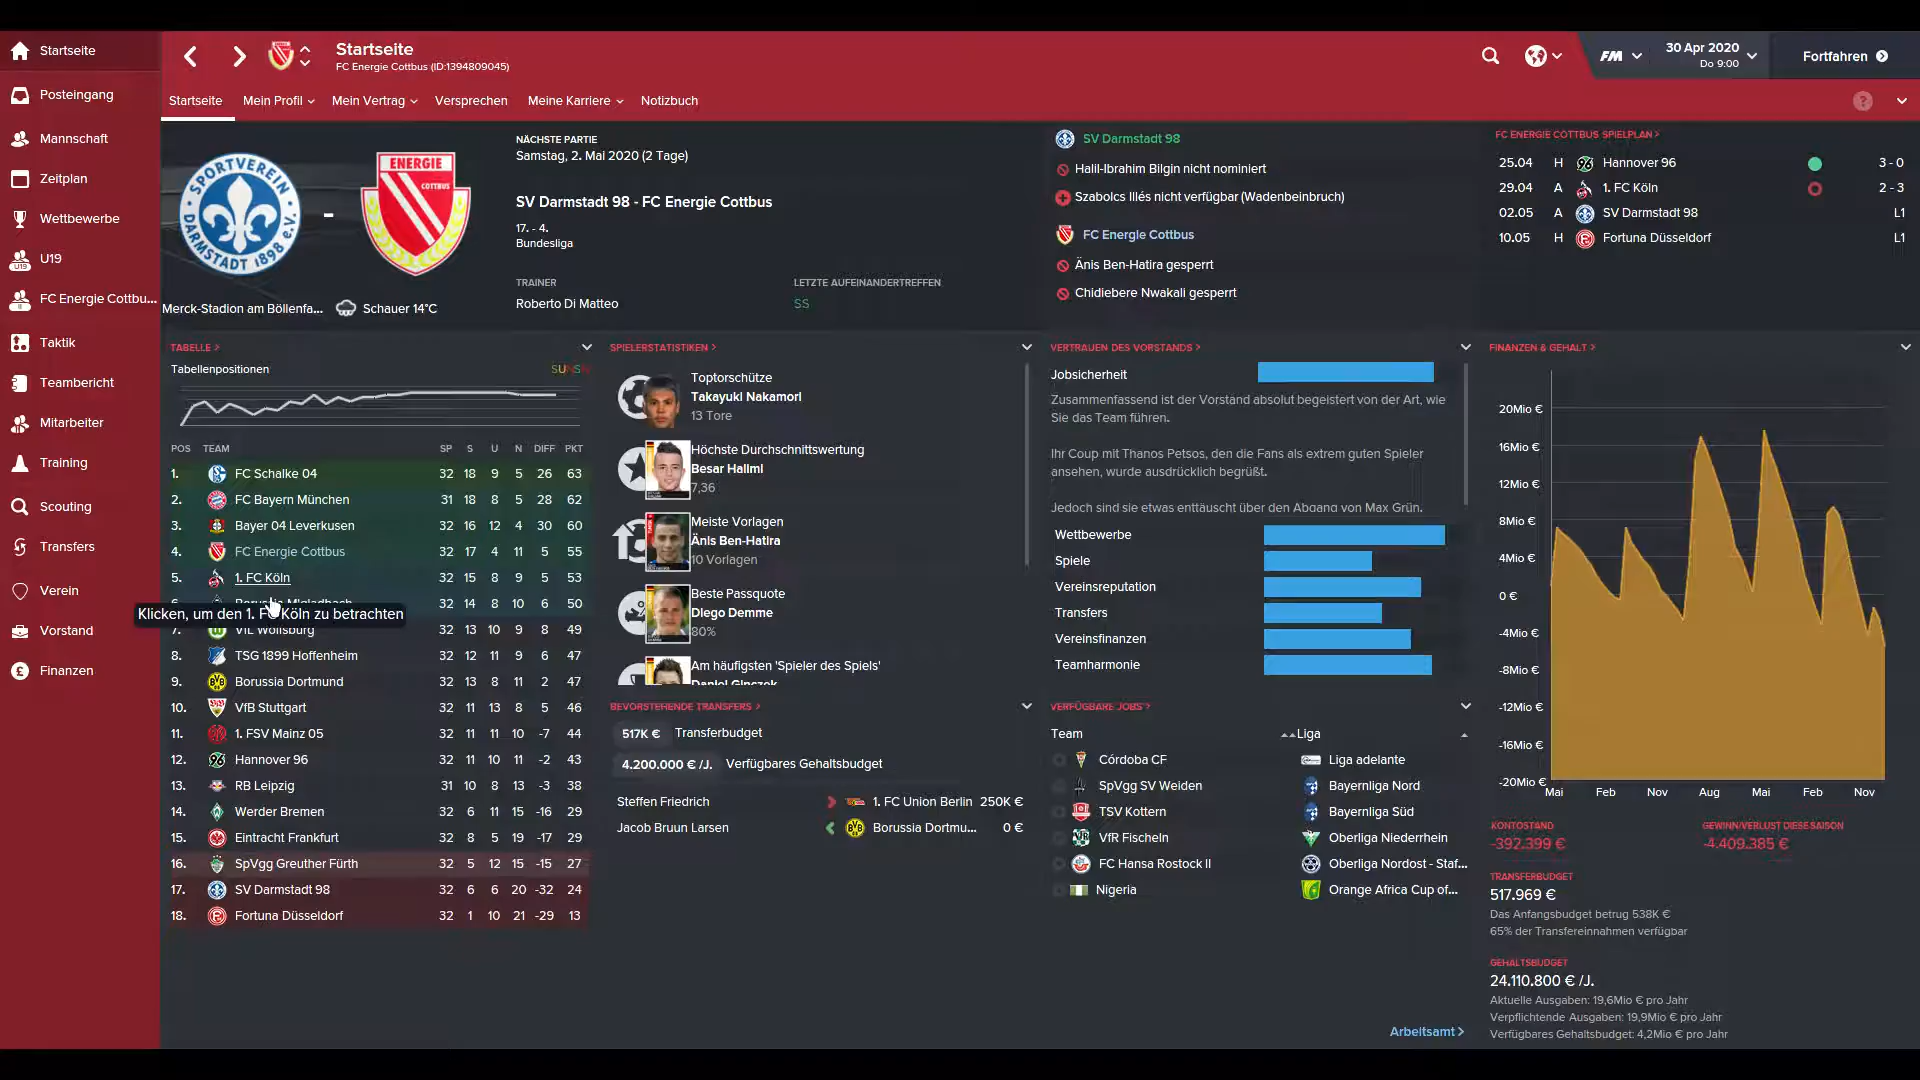 Startseite
Posteingang
Mannschaft
Zeitplan
Wettbewerbe
U19
FC Energie Cottbu...
Taktik
Teambericht
Mitarbeiter
Training
Scouting
Transfers
Verein
Vorstand
Finanzen
Startseite
FC Energie Cottbus (ID:1394809045)
FM
30 Apr 2020
Do 9:00
Fortfahren
Startseite
Mein Profil
Mein Vertrag
Versprechen
Meine Karriere
Notizbuch
SPORTVEREIN
DARMSTADT 1898 e.V.
ENERGIE
COTTBUS
-
Merck-Stadion am Böllenfa...
Schauer 14°C
NÄCHSTE PARTIE
Samstag, 2. Mai 2020 (2 Tage)
SV Darmstadt 98 - FC Energie Cottbus
17. - 4.
Bundesliga
TRAINER
Roberto Di Matteo
LETZTE AUFEINANDERTREFFEN
SS
SV Darmstadt 98
Halil-Ibrahim Bilgin nicht nominiert
Szabolcs Illés nicht verfügbar (Wadenbeinbruch)
FC Energie Cottbus
Änis Ben-Hatira gesperrt
Chidiebere Nwakali gesperrt
FC ENERGIE COTTBUS SPIELPLAN >
25.04 H Hannover 96 3 - 0
29.04 A 1. FC Köln 2 - 3
02.05 A SV Darmstadt 98 L1
10.05 H Fortuna Düsseldorf L1
TABELLE >
Tabellenpositionen
SUNS
POS TEAM SP S U N DIFF PKT
1. FC Schalke 04 32 18 9 5 26 63
2. FC Bayern München 31 18 8 5 28 62
3. Bayer 04 Leverkusen 32 16 12 4 30 60
4. FC Energie Cottbus 32 17 4 11 5 55
5. 1. FC Köln 32 15 8 9 5 53
32 14 8 10 6 50
Klicken, um den 1. FC Köln zu betrachten
7. VfL Wolfsburg 32 13 10 9 8 49
8. TSG 1899 Hoffenheim 32 12 11 9 6 47
9. Borussia Dortmund 32 13 8 11 2 47
10. VfB Stuttgart 32 11 13 8 5 46
11. 1. FSV Mainz 05 32 11 11 10 -7 44
12. Hannover 96 32 11 10 11 -2 43
13. RB Leipzig 31 10 8 13 -3 38
14. Werder Bremen 32 6 11 15 -16 29
15. Eintracht Frankfurt 32 8 5 19 -17 29
16. SpVgg Greuther Fürth 32 5 12 15 -15 27
17. SV Darmstadt 98 32 6 6 20 -32 24
18. Fortuna Düsseldorf 32 1 10 21 -29 13
SPIELERSTATISTIKEN >
Toptorschütze
Takayuki Nakamori
13 Tore
Höchste Durchschnittswertung
Besar Halimi
7,36
Meiste Vorlagen
Änis Ben-Hatira
10 Vorlagen
Beste Passquote
Diego Demme
80%
Am häufigsten 'Spieler des Spiels'
Daniel Ginczek
BEVORSTEHENDE TRANSFERS >
517K € Transferbudget
4.200.000 € /J. Verfügbares Gehaltsbudget
Steffen Friedrich 1. FC Union Berlin 250K €
Jacob Bruun Larsen Borussia Dortmu... 0 €
VERTRAUEN DES VORSTANDS >
Jobsicherheit
Zusammenfassend ist der Vorstand absolut begeistert von der Art, wie
Sie das Team führen.
Ihr Coup mit Thanos Petsos, den die Fans als extrem guten Spieler
ansehen, wurde ausdrücklich begrüßt.
Jedoch sind sie etwas enttäuscht über den Abgang von Max Grün.
Wettbewerbe
Spiele
Vereinsreputation
Transfers
Vereinsfinanzen
Teamharmonie
VERFÜGBARE JOBS >
Team Liga
Córdoba CF Liga adelante
SpVgg SV Weiden Bayernliga Nord
TSV Kottern Bayernliga Süd
VfR Fischeln Oberliga Niederrhein
FC Hansa Rostock II Oberliga Nordost - Staf...
Nigeria Orange Africa Cup of...
Arbeitsamt >
FINANZEN & GEHALT >
20Mio €
16Mio €
12Mio €
8Mio €
4Mio €
0 €
-4Mio €
-8Mio €
-12Mio €
-16Mio €
-20Mio €
Mai Feb Nov Aug Mai Feb Nov
KONTOSTAND
-392.399 €
GEWINN/VERLUST DIESE SAISON
-4.409.385 €
TRANSFERBUDGET
517.969 €
Das Anfangsbudget betrug 538K €
65% der Transfereinnahmen verfügbar
GEHALTSBUDGET
24.110.800 € /J.
Aktuelle Ausgaben: 19,6Mio € pro Jahr
Verpflichtende Ausgaben: 19,9Mio € pro Jahr
Verfügbares Gehaltsbudget: 4,2Mio € pro Jahr